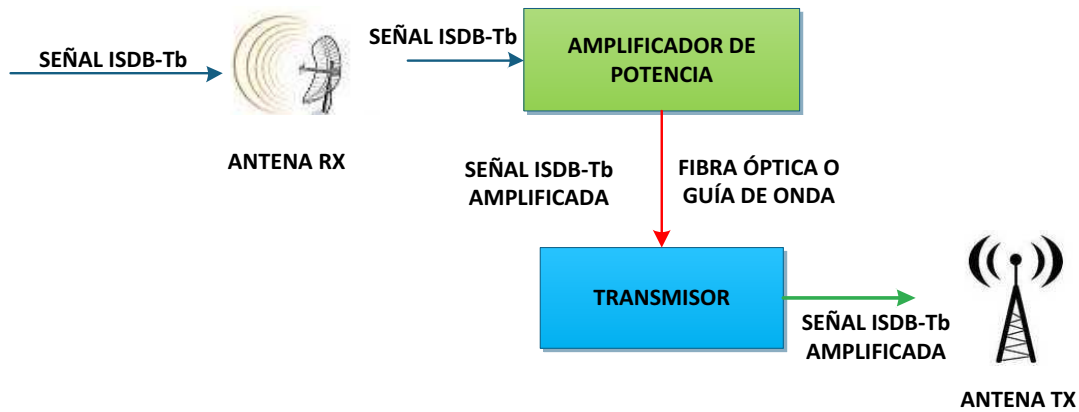 SEÑAL ISDB-Tb
ANTENA RX
SEÑAL ISDB-Tb
AMPLIFICADOR DE
POTENCIA
SEÑAL ISDB-Tb
AMPLIFICADA
FIBRA ÓPTICA O
GUÍA DE ONDA
TRANSMISOR
SEÑAL ISDB-Tb
AMPLIFICADA
ANTENA TX